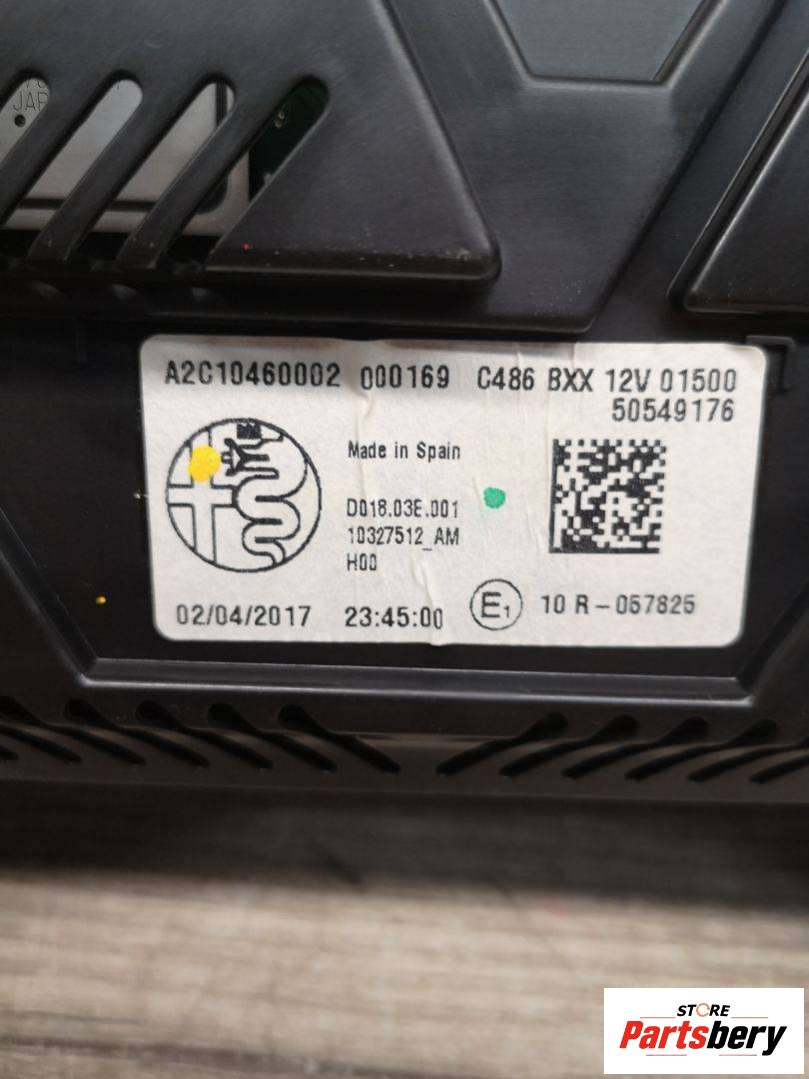 JAP
A2C10460002 000169 C486 BXX 12V 01500
50549176
Made in Spain
D018.03E.001
10327512_AM
H00
02/04/2017 23:45:00 E1 10 R-057825
STORE
Partsbery